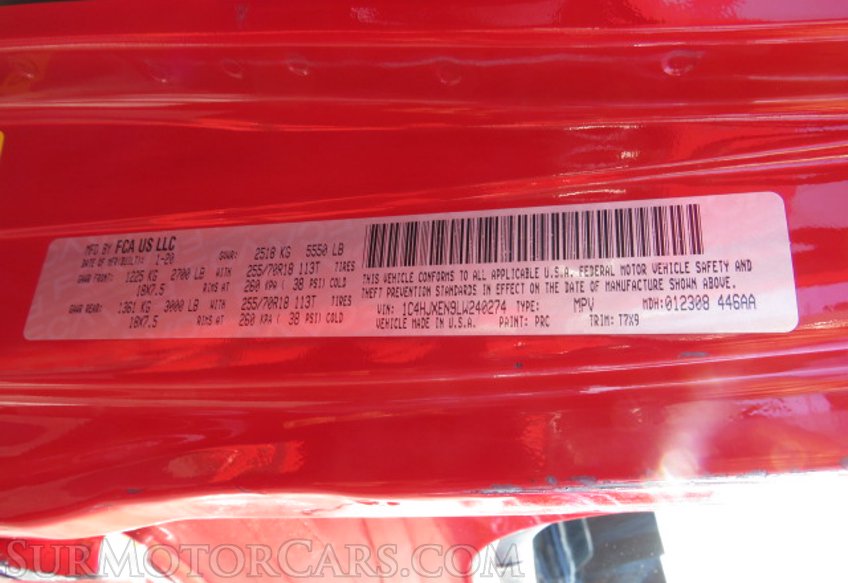 MFD. BY FCA US LLC
DATE OF MFR(BUILT): 1-20 GVWR: 2518 KG 5550 LB
GAWR FRONT: 1225 KG 2700 LB WITH 255/70R18 113T TIRES
18X7.5 RIMS AT 260 KPA ( 38 PSI) COLD
GAWR REAR: 1361 KG 3000 LB WITH 255/70R18 113T TIRES
18X7.5 RIMS AT 260 KPA ( 38 PSI) COLD
THIS VEHICLE CONFORMS TO ALL APPLICABLE U.S.A. FEDERAL MOTOR VEHICLE SAFETY AND
THEFT PREVENTION STANDARDS IN EFFECT ON THE DATE OF MANUFACTURE SHOWN ABOVE.
VIN: 1C4HJXEN9LW240274 TYPE: MPV MDH: 012308 446AA
VEHICLE MADE IN U.S.A. PAINT: PRC TRIM: T7X9
SurMotorCars.com